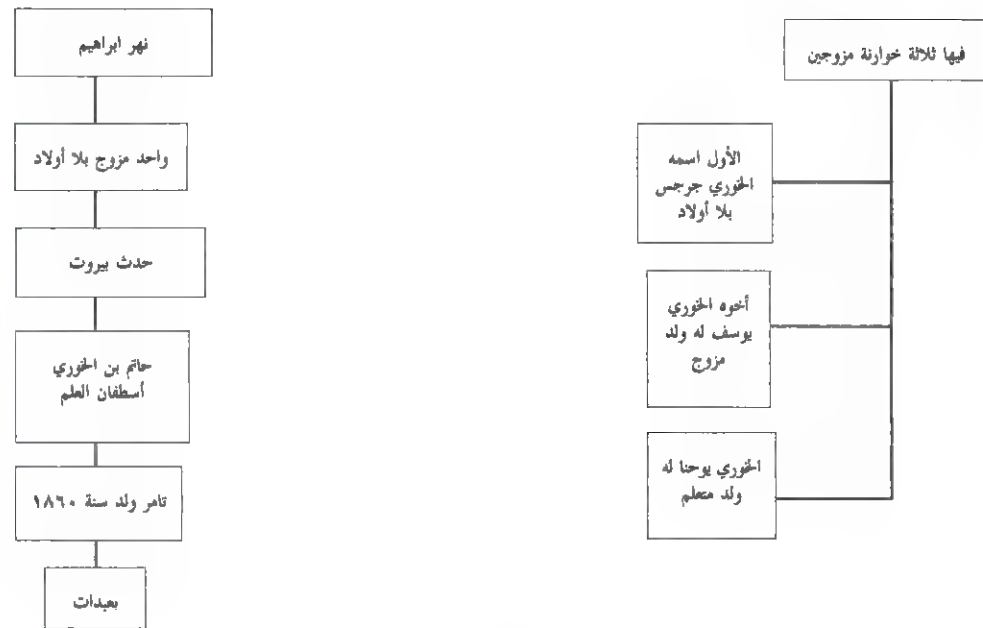 فيها ثلاثة خوارنة مزوجين
الأول اسمه
الخوري جرجس
بلا أولاد
أخوه الخوري
يوسف له ولد
مزوج
الخوري يوحنا له
ولد متعلم
نهر ابراهيم
واحد مزوج بلا أولاد
حدث بيروت
حاتم بن الخوري
أسطفان العلم
تامر ولد سنة ١٨٦٠
بعبدات